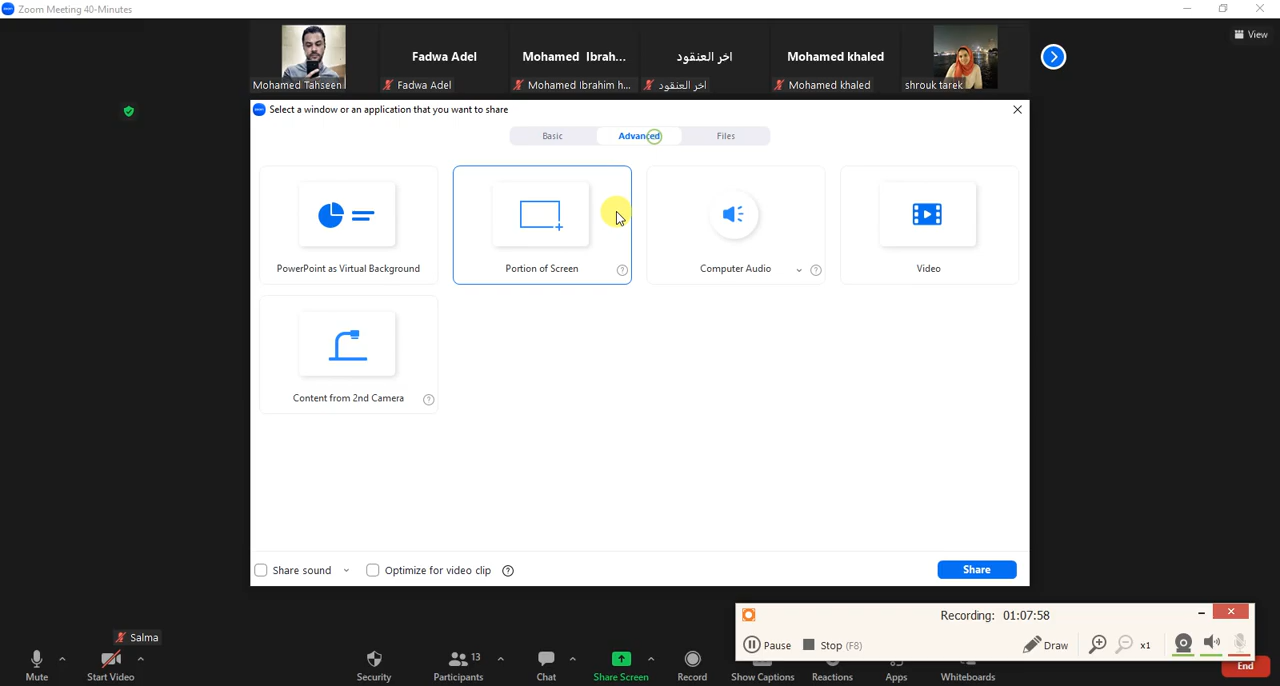 Zoom Meeting 40-Minutes
View
Fadwa Adel
Mohamed Ibrah...
اخر العنقود
Mohamed khaled
Mohamed Tahseen
Fadwa Adel
Mohamed Ibrahim h...
اخر العنقود
Mohamed khaled
shrouk tarek
Select a window or an application that you want to share
Basic
Advanced
Files
PowerPoint as Virtual Background
Portion of Screen
Computer Audio
Video
Content from 2nd Camera
Share sound
Optimize for video clip
Share
Recording: 01:07:58
Pause
Stop (F8)
Draw
x1
Salma
Mute
Start Video
Security
Participants
13
Chat
Share Screen
Record
Show Captions
Reactions
Apps
Whiteboards
End